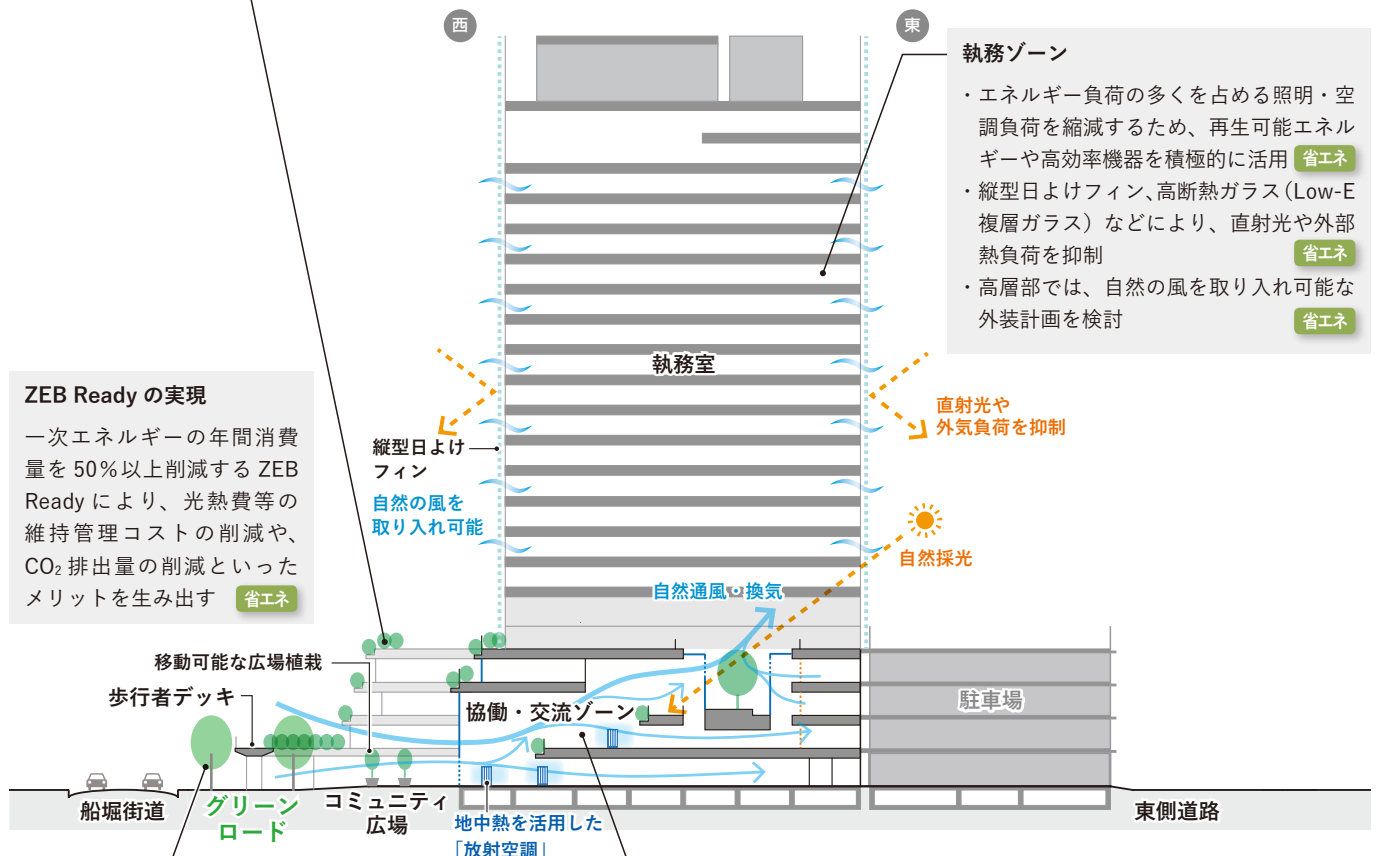 西
東
執務ゾーン
・エネルギー負荷の多くを占める照明・空
調負荷を縮減するため、再生可能エネル
ギーや高効率機器を積極的に活用 省エネ
・縦型日よけフィン、高断熱ガラス（Low-E
複層ガラス）などにより、直射光や外部
熱負荷を抑制 省エネ
・高層部では、自然の風を取り入れ可能な
外装計画を検討 省エネ
執務室
ZEB Ready の実現
一次エネルギーの年間消費
量を 50％以上削減する ZEB
Ready により、光熱費等の
維持管理コストの削減や、
CO₂ 排出量の削減といった
メリットを生み出す 省エネ
直射光や
外気負荷を抑制
縦型日よけ
フィン
自然の風を
取り入れ可能
自然採光
自然通風・換気
移動可能な広場植栽
歩行者デッキ
協働・交流ゾーン
駐車場
船堀街道
グリーン
ロード
コミュニティ
広場
地中熱を活用した
「放射空調」
東側道路